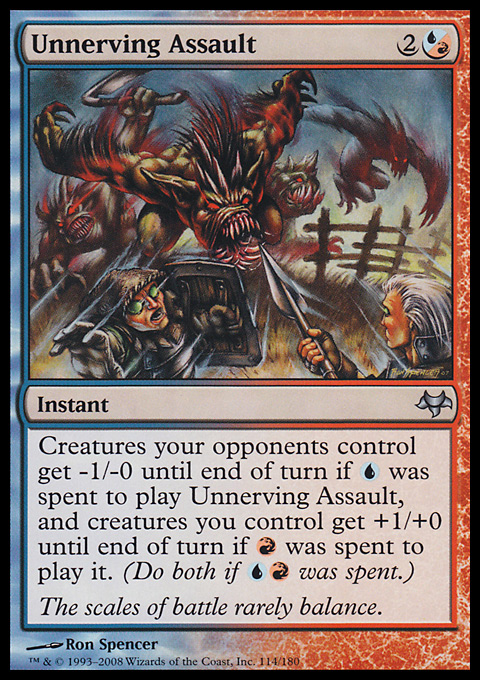 Unnerving Assault 2
Instant
Creatures your opponents control
get -1/-0 until end of turn if was
spent to play Unnerving Assault,
and creatures you control get +1/+0
until end of turn if was spent to
play it. (Do both if was spent.)
The scales of battle rarely balance.
Ron Spencer
™ & © 1993–2008 Wizards of the Coast, Inc. 114/180